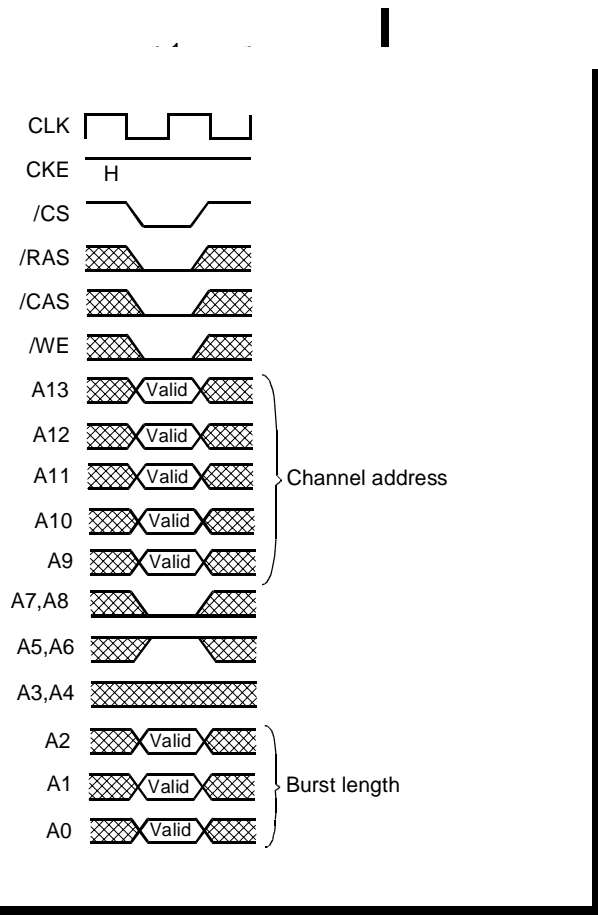 CLK
CKE H
/CS
/RAS
/CAS
/WE
A13 Valid
A12 Valid
A11 Valid Channel address
A10 Valid
A9 Valid
A7,A8
A5,A6
A3,A4
A2 Valid
A1 Valid Burst length
A0 Valid